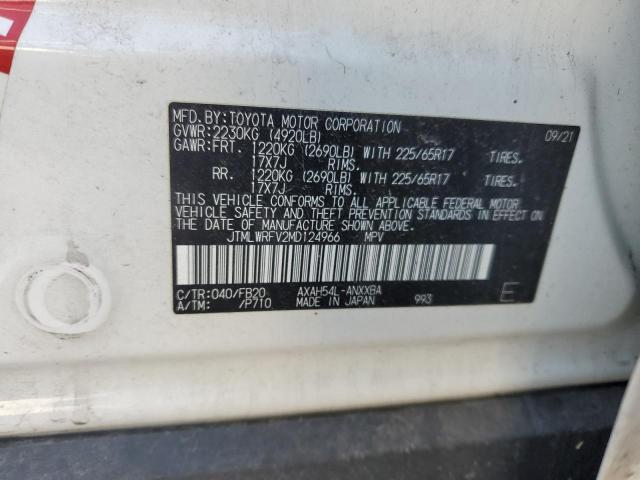 MFD.BY:TOYOTA MOTOR CORPORATION 09/21
GVWR:2230KG (4920LB)
GAWR:FRT. 1220KG (2690LB) WITH 225/65R17 TIRES.
17X7J RIMS.
RR. 1220KG (2690LB) WITH 225/65R17 TIRES.
17X7J RIMS.
THIS VEHICLE CONFORMS TO ALL APPLICABLE FEDERAL MOTOR
VEHICLE SAFETY AND THEFT PREVENTION STANDARDS IN EFFECT ON
THE DATE OF MANUFACTURE SHOWN ABOVE.
JTMLWRFV2MD124966 MPV
C/TR:040/FB20 AXAH54L-ANXXBA E
A/TM: /P710 MADE IN JAPAN 993